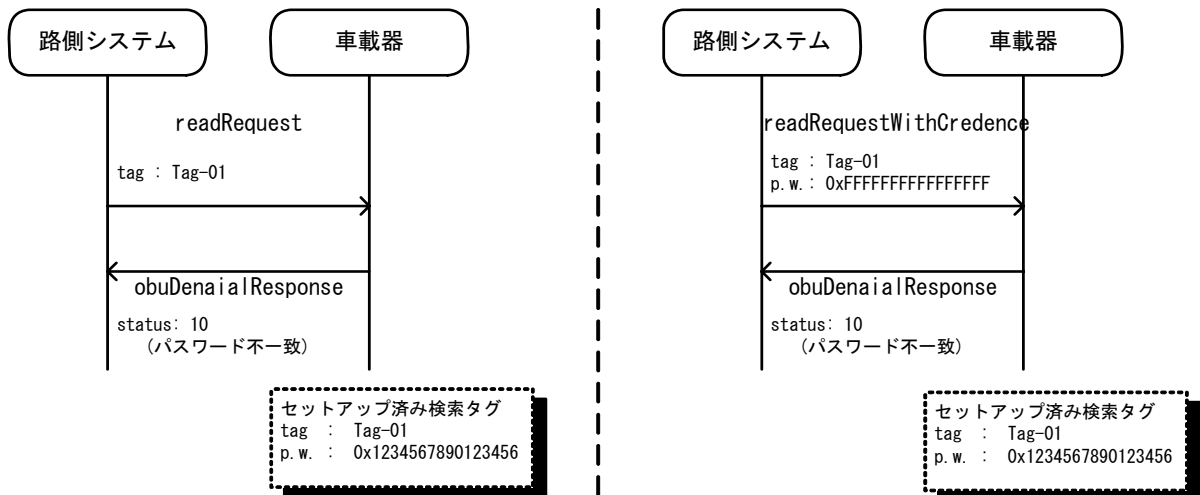 路側システム
車載器
readRequest
tag : Tag-01
obuDenaialResponse
status: 10
(パスワード不一致)
セットアップ済み検索タグ
tag : Tag-01
p.w. : 0x1234567890123456
路側システム
車載器
readRequestWithCredence
tag : Tag-01
p.w.: 0xFFFFFFFFFFFFFFFF
obuDenaialResponse
status: 10
(パスワード不一致)
セットアップ済み検索タグ
tag : Tag-01
p.w. : 0x1234567890123456